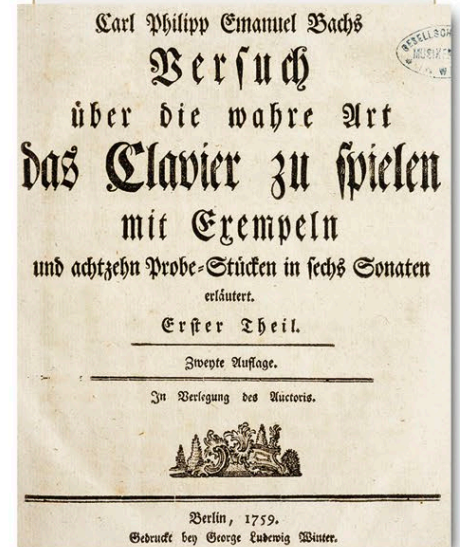 Carl Philipp Emanuel Bachs
Versuch
über die wahre Art
das Clavier zu spielen
mit Exempeln
und achtzehn Probe-Stücken in sechs Sonaten
erläutert.
Erster Theil.
Zweyte Auflage.
In Verlegung des Auctoris.
Berlin, 1759.
Gedruckt bey George Ludewig Winter.